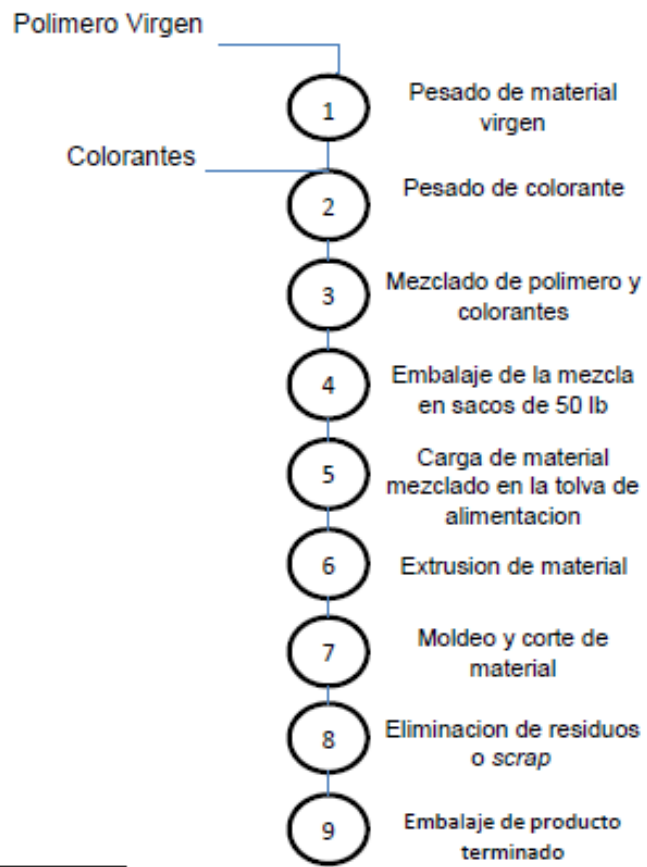 Polimero Virgen
1
Pesado de material
virgen
Colorantes
2
Pesado de colorante
3
Mezclado de polimero y
colorantes
4
Embalaje de la mezcla
en sacos de 50 lb
5
Carga de material
mezclado en la tolva de
alimentacion
6
Extrusion de material
7
Moldeo y corte de
material
8
Eliminacion de residuos
o scrap
9
Embalaje de producto
terminado